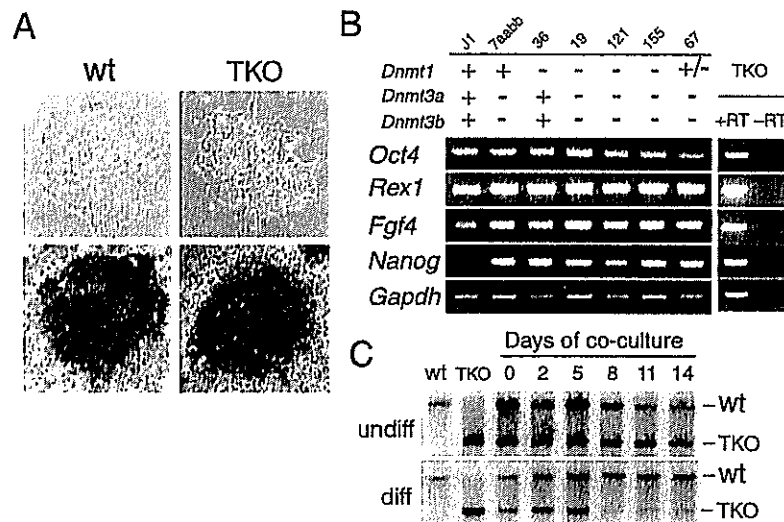 A
wt TKO
B
J1 7aabb 36 19 121 155 67
Dnmt1 + + - - - - +/- TKO
Dnmt3a + - + - - - -
Dnmt3b + - + - - - - +RT -RT
Oct4
Rex1
Fgf4
Nanog
Gapdh
C
Days of co-culture
wt TKO 0 2 5 8 11 14
undiff
-wt
-TKO
diff
-wt
-TKO